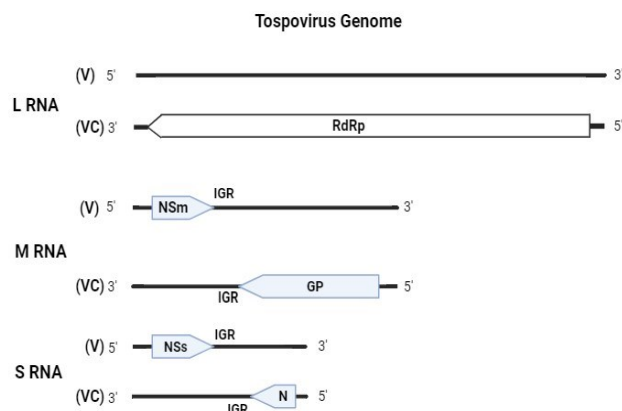 Tospovirus Genome
(V) 5' 3'
L RNA
(VC) 3' RdRp 5'
IGR
(V) 5' NSm 3'
M RNA
(VC) 3' GP 5'
IGR
IGR
(V) 5' NSs 3'
S RNA
(VC) 3' N 5'
IGR